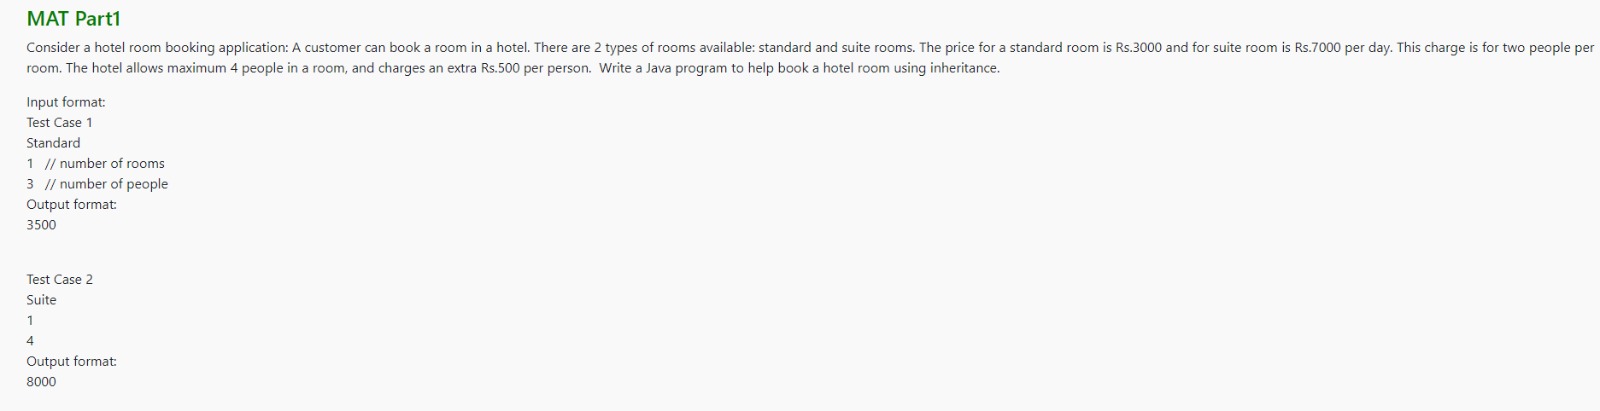 MAT Part1
Consider a hotel room booking application: A customer can book a room in a hotel. There are 2 types of rooms available: standard and suite rooms. The price for a standard room is Rs.3000 and for suite room is Rs.7000 per day. This charge is for two people per
room. The hotel allows maximum 4 people in a room, and charges an extra Rs.500 per person. Write a Java program to help book a hotel room using inheritance.
Input format:
Test Case 1
Standard
1 // number of rooms
3 // number of people
Output format:
3500
Test Case 2
Suite
1
4
Output format:
8000